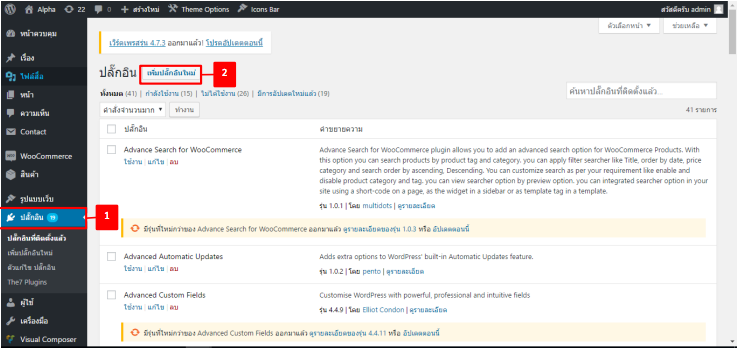 Alpha 22 0 + สร้างใหม่ Theme Options Icons Bar สวัสดีครับ admin
ตัวเลือกหน้า ▼ ช่วยเหลือ ▼
หน้าควบคุม
เวิร์ดเพรสรุ่น 4.7.3 ออกมาแล้ว! โปรดอัปเดตตอนนี้
เรื่อง
ไฟล์สื่อ
หน้า
ความเห็น
Contact
WooCommerce
สินค้า
รูปแบบเว็บ
ปลั๊กอิน 19
1
ปลั๊กอินที่ติดตั้งแล้ว
เพิ่มปลั๊กอินใหม่
ตัวแก้ไข ปลั๊กอิน
The7 Plugins
ผู้ใช้
เครื่องมือ
Visual Composer
ปลั๊กอิน เพิ่มปลั๊กอินใหม่ 2
ทั้งหมด (41) | กำลังใช้งาน (15) | ไม่ได้ใช้งาน (26) | มีการอัปเดตใหม่แล้ว (19)
ค้นหาปลั๊กอินที่ติดตั้งแล้ว...
คำสั่งจำนวนมาก ▼ ทำงาน 41 รายการ
ปลั๊กอิน คำขยายความ
Advance Search for WooCommerce
ใช้งาน | แก้ไข | ลบ
Advance Search for WooCommerce plugin allows you to add an advanced search option for WooCommerce Products. With
this option you can search products by product tag and category. you can apply filter searcher like Title, order by date, price
category and search order by ascending, Descending. You can customize search as per your requirement like enable and
disable product category and tag. you can view searcher option by preview option. you can integrated searcher option in your
site using a short-code on a page, as the widget in a sidebar or as template tag in a template.
รุ่น 1.0.1 | โดย multidots | ดูรายละเอียด
มีรุ่นที่ใหม่กว่าของ Advance Search for WooCommerce ออกมาแล้ว ดูรายละเอียดของรุ่น 1.0.3 หรือ อัปเดตตอนนี้
Advanced Automatic Updates
ใช้งาน | แก้ไข | ลบ
Adds extra options to WordPress' built-in Automatic Updates feature.
รุ่น 1.0.2 | โดย pento | ดูรายละเอียด
Advanced Custom Fields
ใช้งาน | แก้ไข | ลบ
Customise WordPress with powerful, professional and intuitive fields
รุ่น 4.4.9 | โดย Elliot Condon | ดูรายละเอียด
มีรุ่นที่ใหม่กว่าของ Advanced Custom Fields ออกมาแล้ว ดูรายละเอียดของรุ่น 4.4.11 หรือ อัปเดตตอนนี้